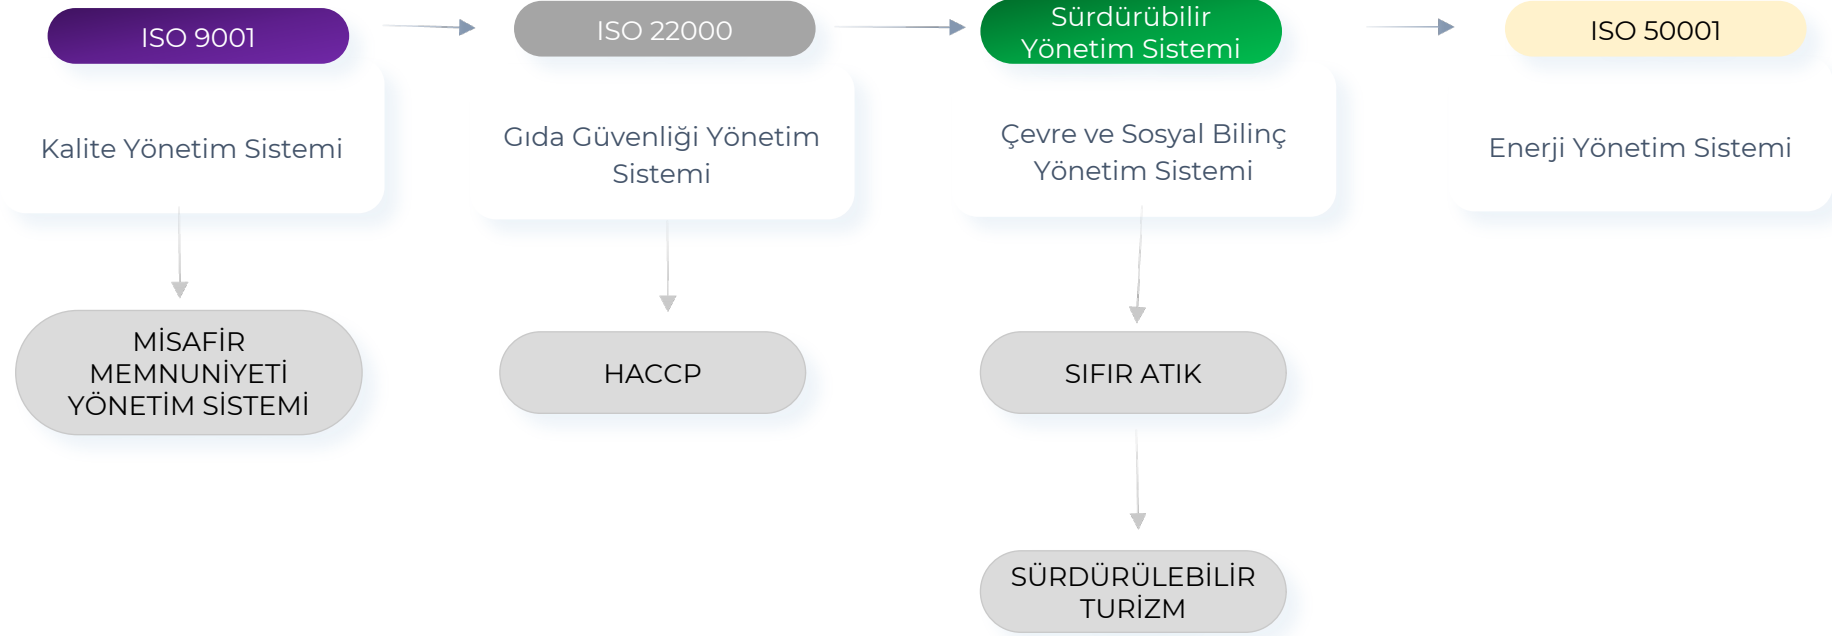 ISO 9001
ISO 22000
Sürdürübilir
Yönetim Sistemi
ISO 50001
Kalite Yönetim Sistemi
Gıda Güvenliği Yönetim
Sistemi
Çevre ve Sosyal Bilinç
Yönetim Sistemi
Enerji Yönetim Sistemi
MİSAFİR
MEMNUNİYETİ
YÖNETİM SİSTEMİ
HACCP
SIFIR ATIK
SÜRDÜRÜLEBİLİR
TURİZM